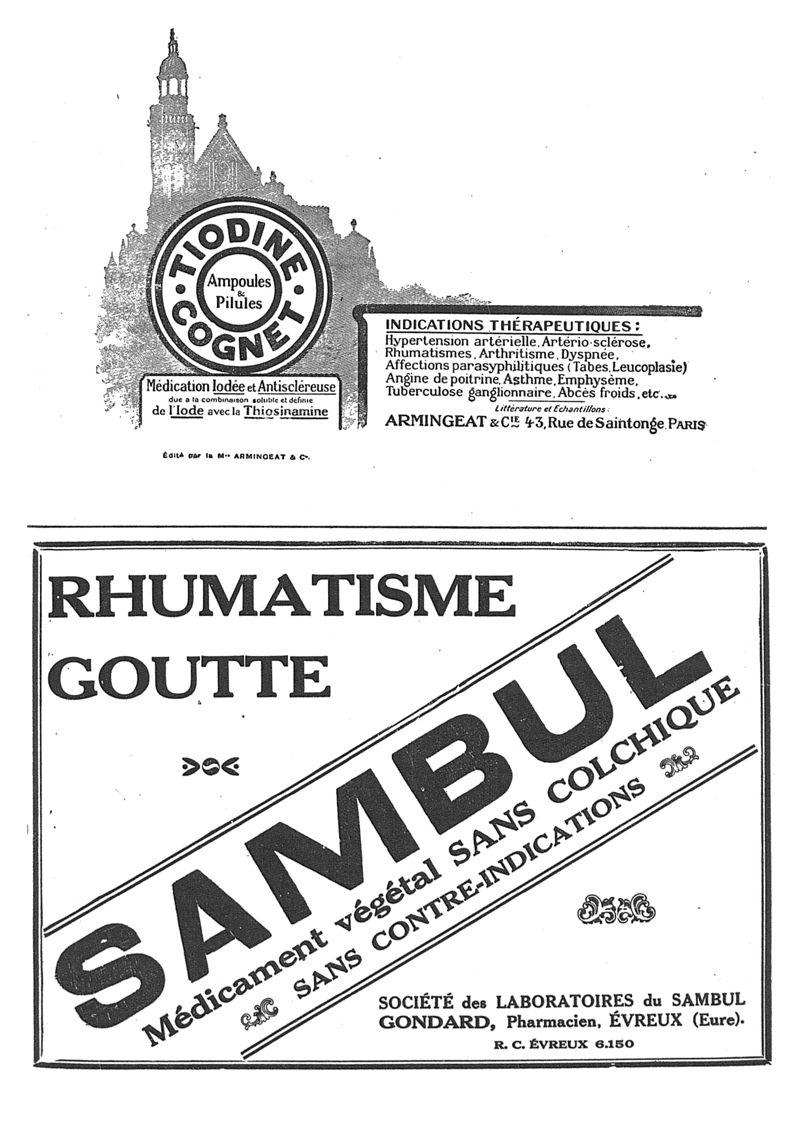 TIODINE
Ampoules
&
Pilules
COGNET
Médication Iodée et Antiscléreuse
due a la combinaison soluble et définie
de l'Iode avec la Thiosinamine
Édité par la Mon ARMINGEAT & Cie.
INDICATIONS THÉRAPEUTIQUES :
Hypertension artérielle, Artério-sclérose,
Rhumatismes, Arthritisme, Dyspnée,
Affections parasyphilitiques (Tabes, Leucoplasie)
Angine de poitrine, Asthme, Emphysème,
Tuberculose ganglionnaire, Abcès froids, etc...
Littérature et Echantillons :
ARMINGEAT & CIE 43, Rue de Saintonge. PARIS
RHUMATISME
GOUTTE
SAMBUL
Médicament végétal SANS COLCHIQUE
SANS CONTRE-INDICATIONS
SOCIÉTÉ des LABORATOIRES du SAMBUL
GONDARD, Pharmacien, ÉVREUX (Eure).
R. C. ÉVREUX 6.150